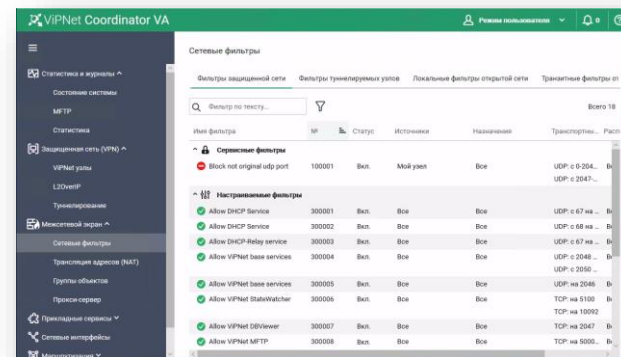 ViPNet Coordinator VA
Режим пользователя
0
Сетевые фильтры
Статистика и журналы
Состояние системы
MFTP
Статистика
Защищенная сеть (VPN)
ViPNet узлы
L2OverIP
Туннелирование
Межсетевой экран
Сетевые фильтры
Трансляция адресов (NAT)
Группы объектов
Прокси-сервер
Прикладные сервисы
Сетевые интерфейсы
Маршрутизация
Фильтры защищенной сети Фильтры туннелируемых узлов Локальные фильтры открытой сети Транзитные фильтры от
Фильтр по тексту... Всего 18
Имя фильтра № Статус Источники Назначение Транспортны... Расп
Сервисные фильтры
Block not original udp port 100001 Вкл. Мой узел Все UDP: с 0-204...
UDP: с 2047-...
Настраиваемые фильтры
Allow DHCP Service 300001 Вкл. Все Все UDP: с 67 на ...
Allow DHCP Service 300002 Вкл. Все Все UDP: с 68 на ...
Allow DHCP-Relay service 300003 Вкл. Все Все UDP: с 67 на ...
Allow ViPNet base services 300004 Вкл. Все Все UDP: с 2048 ...
UDP: с 2050 ...
Allow ViPNet base services 300005 Вкл. Все Все UDP: на 2046
Allow ViPNet StateWatcher 300006 Вкл. Все Все TCP: на 5100
TCP: на 10092
Allow ViPNet DBViewer 300007 Вкл. Все Все TCP: на 2047
Allow ViPNet MFTP 300008 Вкл. Все Все TCP: на 5000...